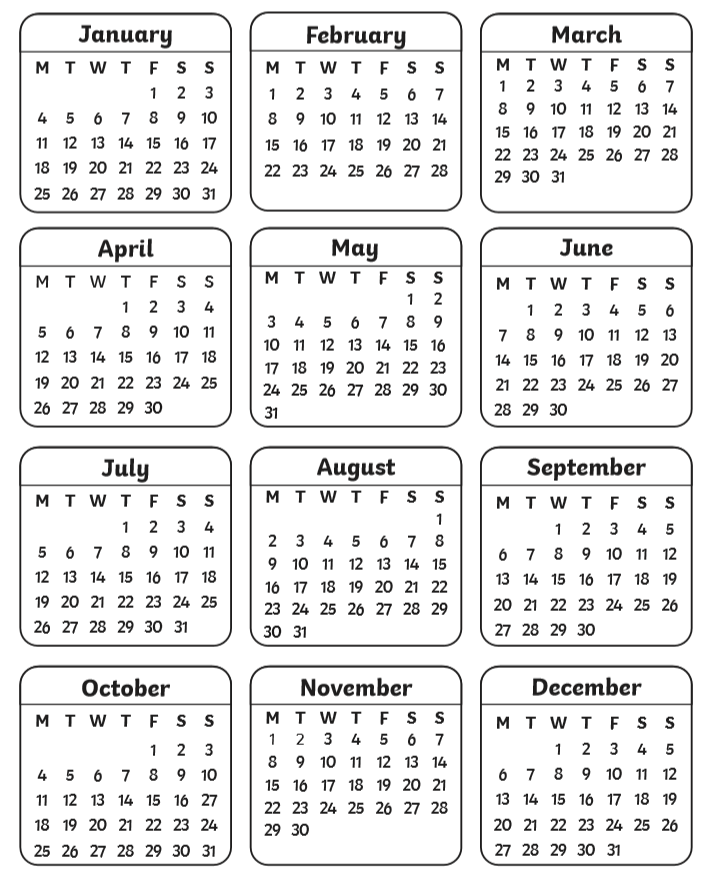 January
M T W T F S S
1 2 3
4 5 6 7 8 9 10
11 12 13 14 15 16 17
18 19 20 21 22 23 24
25 26 27 28 29 30 31
February
M T W T F S S
1 2 3 4 5 6 7
8 9 10 11 12 13 14
15 16 17 18 19 20 21
22 23 24 25 26 27 28
March
M T W T F S S
1 2 3 4 5 6 7
8 9 10 11 12 13 14
15 16 17 18 19 20 21
22 23 24 25 26 27 28
29 30 31
April
M T W T F S S
1 2 3 4
5 6 7 8 9 10 11
12 13 14 15 16 17 18
19 20 21 22 23 24 25
26 27 28 29 30
May
M T W T F S S
1 2
3 4 5 6 7 8 9
10 11 12 13 14 15 16
17 18 19 20 21 22 23
24 25 26 27 28 29 30
31
June
M T W T F S S
1 2 3 4 5 6
7 8 9 10 11 12 13
14 15 16 17 18 19 20
21 22 23 24 25 26 27
28 29 30
July
M T W T F S S
1 2 3 4
5 6 7 8 9 10 11
12 13 14 15 16 17 18
19 20 21 22 23 24 25
26 27 28 29 30 31
August
M T W T F S S
1
2 3 4 5 6 7 8
9 10 11 12 13 14 15
16 17 18 19 20 21 22
23 24 25 26 27 28 29
30 31
September
M T W T F S S
1 2 3 4 5
6 7 8 9 10 11 12
13 14 15 16 17 18 19
20 21 22 23 24 25 26
27 28 29 30
October
M T W T F S S
1 2 3
4 5 6 7 8 9 10
11 12 13 14 15 16 27
18 19 20 21 22 23 24
25 26 27 28 29 30 31
November
M T W T F S S
1 2 3 4 5 6 7
8 9 10 11 12 13 14
15 16 17 18 19 20 21
22 23 24 25 26 27 28
29 30
December
M T W T F S S
1 2 3 4 5
6 7 8 9 10 11 12
13 14 15 16 17 18 19
20 21 22 23 24 25 26
27 28 29 30 31